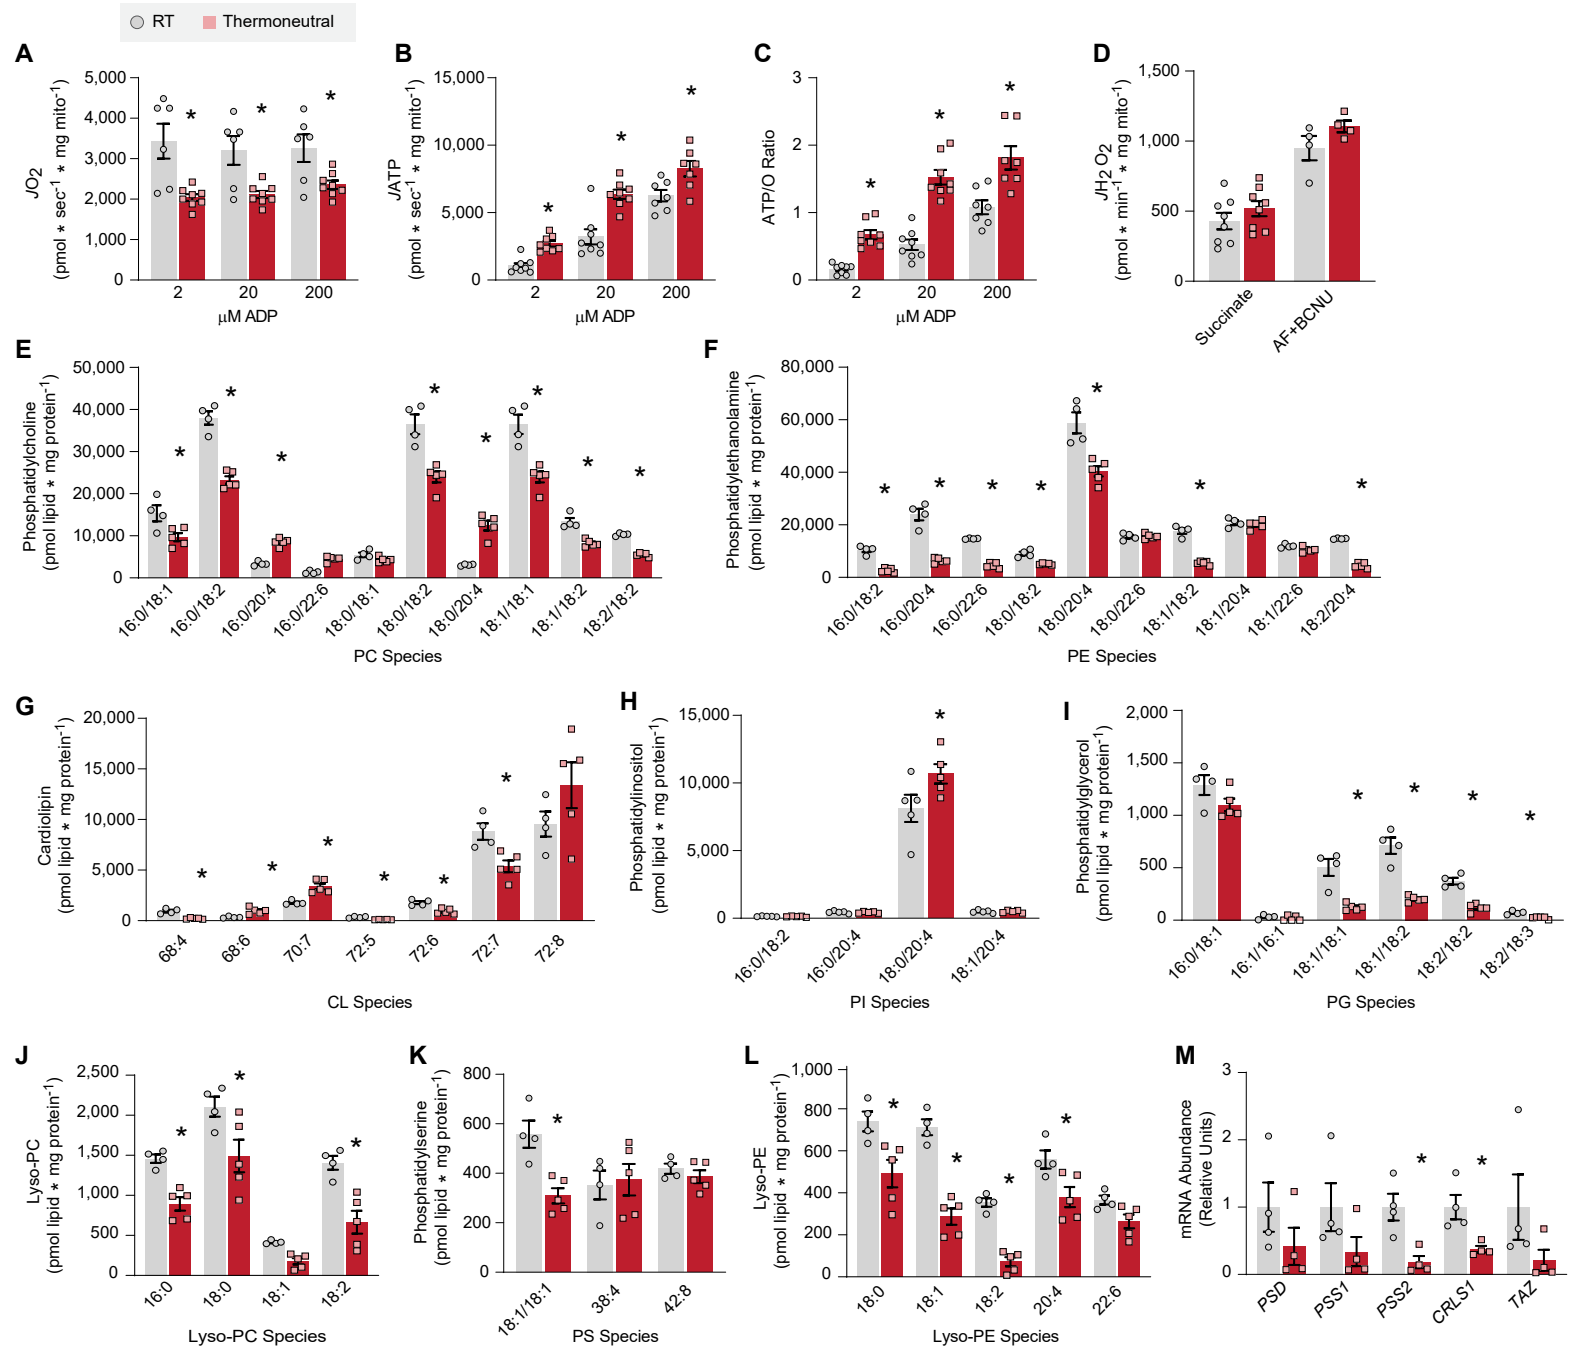 RT Thermoneutral
A
JO2
(pmol * sec-1 * mg mito-1)
5,000
4,000
3,000
2,000
1,000
0
* * *
2 20 200
μM ADP
B
JATP
(pmol * sec-1 * mg mito-1)
15,000
10,000
5,000
0
* * *
2 20 200
μM ADP
C
ATP/O Ratio
3
2
1
0
* * *
2 20 200
μM ADP
D
JH2O2
(pmol * min-1 * mg mito-1)
1,500
1,000
500
0
Succinate AF+BCNU
E
Phosphatidylcholine
(pmol lipid * mg protein-1)
50,000
40,000
30,000
20,000
10,000
0
* * * * * * * *
16:0/18:1 16:0/18:2 16:0/20:4 16:0/22:6 18:0/18:1 18:0/18:2 18:0/20:4 18:1/18:1 18:1/18:2 18:2/18:2
PC Species
F
Phosphatidylethanolamine
(pmol lipid * mg protein-1)
80,000
60,000
40,000
20,000
0
* * * * * * *
16:0/18:2 16:0/20:4 16:0/22:6 18:0/18:2 18:0/20:4 18:0/22:6 18:1/18:2 18:1/20:4 18:1/22:6 18:2/20:4
PE Species
G
Cardiolipin
(pmol lipid * mg protein-1)
20,000
15,000
10,000
5,000
0
* * * * * *
68:4 68:6 70:7 72:5 72:6 72:7 72:8
CL Species
H
Phosphatidylinositol
(pmol lipid * mg protein-1)
15,000
10,000
5,000
0
*
16:0/18:2 16:0/20:4 18:0/20:4 18:1/20:4
PI Species
I
Phosphatidylglycerol
(pmol lipid * mg protein-1)
2,000
1,000
500
0
* * * *
16:0/18:1 16:1/16:1 18:1/18:1 18:1/18:2 18:2/18:2 18:2/18:3
PG Species
J
Lyso-PC
(pmol lipid * mg protein-1)
2,500
2,000
1,500
1,000
500
0
* * *
16:0 18:0 18:1 18:2
Lyso-PC Species
K
Phosphatidylserine
(pmol lipid * mg protein-1)
800
600
400
200
0
*
18:1/18:1 38:4 42:8
PS Species
L
Lyso-PE
(pmol lipid * mg protein-1)
1,000
800
600
400
200
0
* * * *
18:0 18:1 18:2 20:4 22:6
Lyso-PE Species
M
mRNA Abundance
(Relative Units)
3
2
1
0
* *
PSD PSS1 PSS2 CRLS1 TAZ